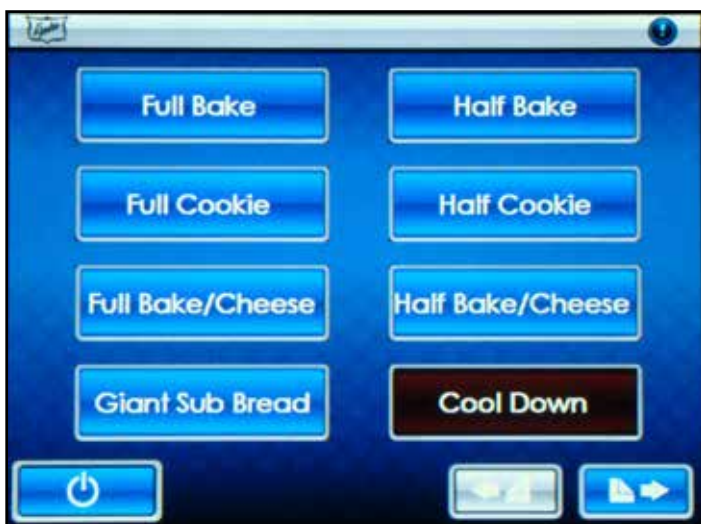 Full Bake
Half Bake
Full Cookie
Half Cookie
Full Bake/Cheese
Half Bake/Cheese
Giant Sub Bread
Cool Down